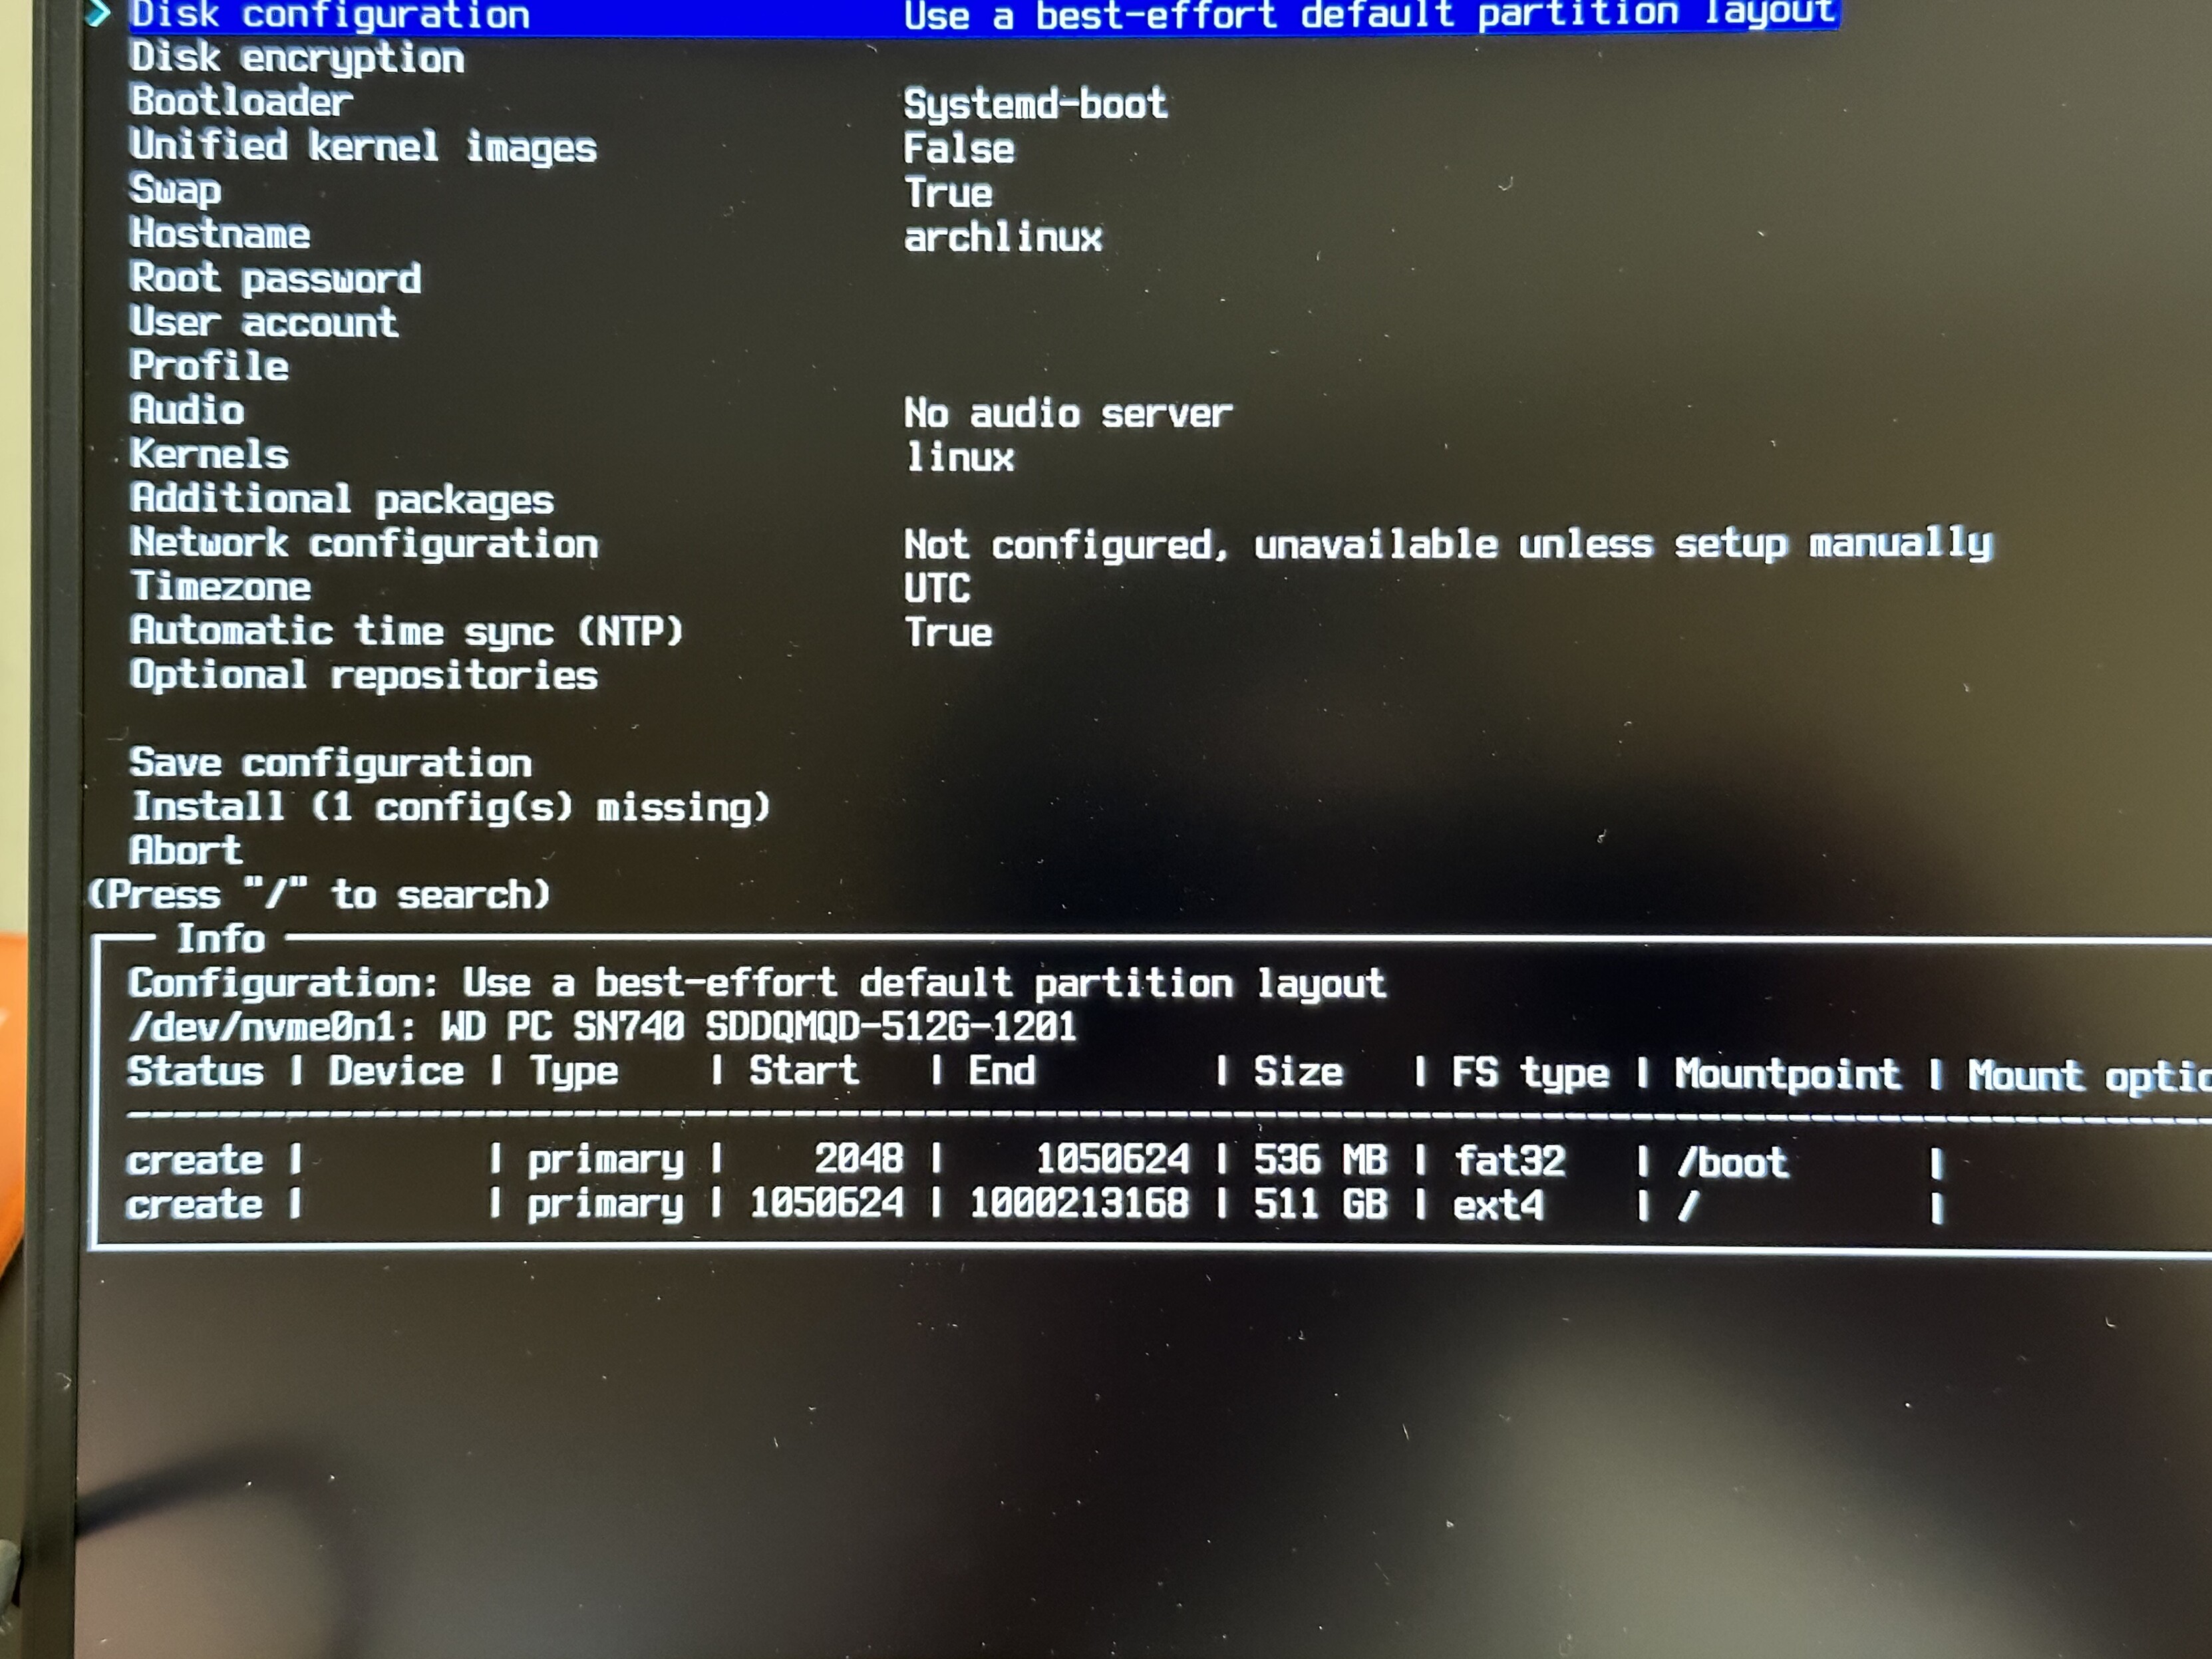 > Disk configuration Use a best-effort default partition layout
Disk encryption
Bootloader Systemd-boot
Unified kernel images False
Swap True
Hostname archlinux
Root password
User account
Profile
Audio No audio server
Kernels linux
Additional packages
Network configuration Not configured, unavailable unless setup manually
Timezone UTC
Automatic time sync (NTP) True
Optional repositories
Save configuration
Install (1 config(s) missing)
Abort
(Press "/" to search)
Info
Configuration: Use a best-effort default partition layout
/dev/nvme0n1: WD PC SN740 SDDQMQD-512G-1201
Status | Device | Type | Start | End | Size | FS type | Mountpoint | Mount optio
create | | primary | 2048 | 1050624 | 536 MB | fat32 | /boot |
create | | primary | 1050624 | 1000213168 | 511 GB | ext4 | / |